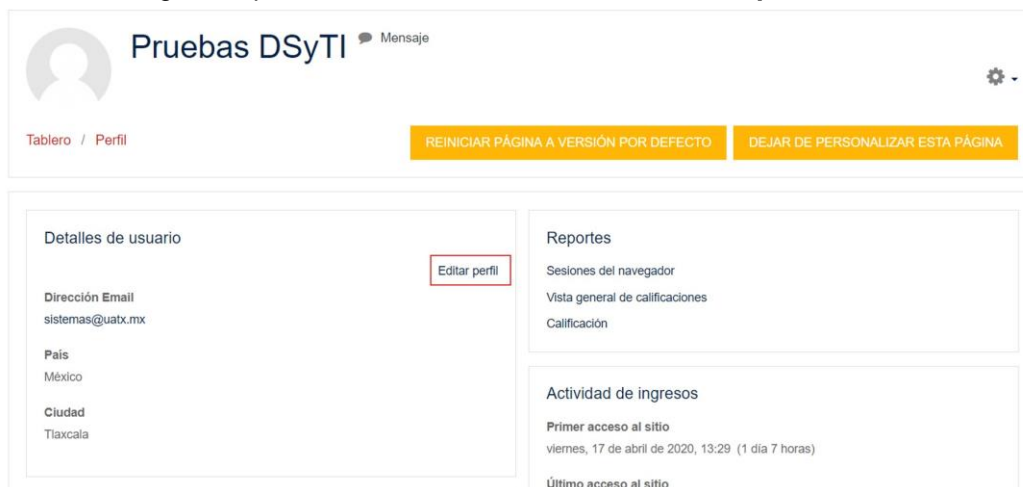 Pruebas DSyTI Mensaje
Tablero / Perfil
REINICIAR PÁGINA A VERSIÓN POR DEFECTO
DEJAR DE PERSONALIZAR ESTA PÁGINA
Detalles de usuario
Editar perfil
Dirección Email
sistemas@uatx.mx
País
México
Ciudad
Tlaxcala
Reportes
Sesiones del navegador
Vista general de calificaciones
Calificación
Actividad de ingresos
Primer acceso al sitio
viernes, 17 de abril de 2020, 13:29 (1 día 7 horas)
Último acceso al sitio